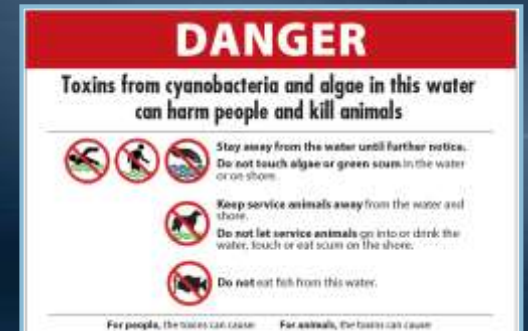 DANGER
Toxins from cyanobacteria and algae in this water
can harm people and kill animals
Stay away from the water until further notice.
Do not touch algae or green scum in the water
or on shore.
Keep service animals away from the water and
shore.
Do not let service animals go into or drink the
water, touch or eat scum on the shore.
Do not eat fish from this water.
For people, the toxins can cause
For animals, the toxins can cause